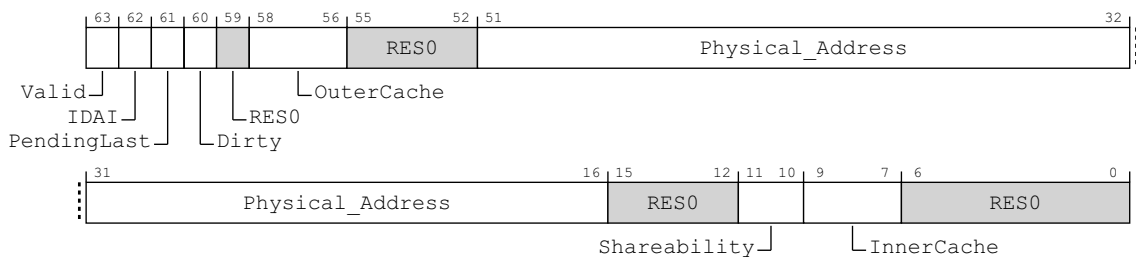 63 62 61 60 59 58 56 55 52 51 32
RES0 Physical_Address
Valid OuterCache
IDAI RES0
PendingLast Dirty
31 16 15 12 11 10 9 7 6 0
Physical_Address RES0 RES0
Shareability InnerCache